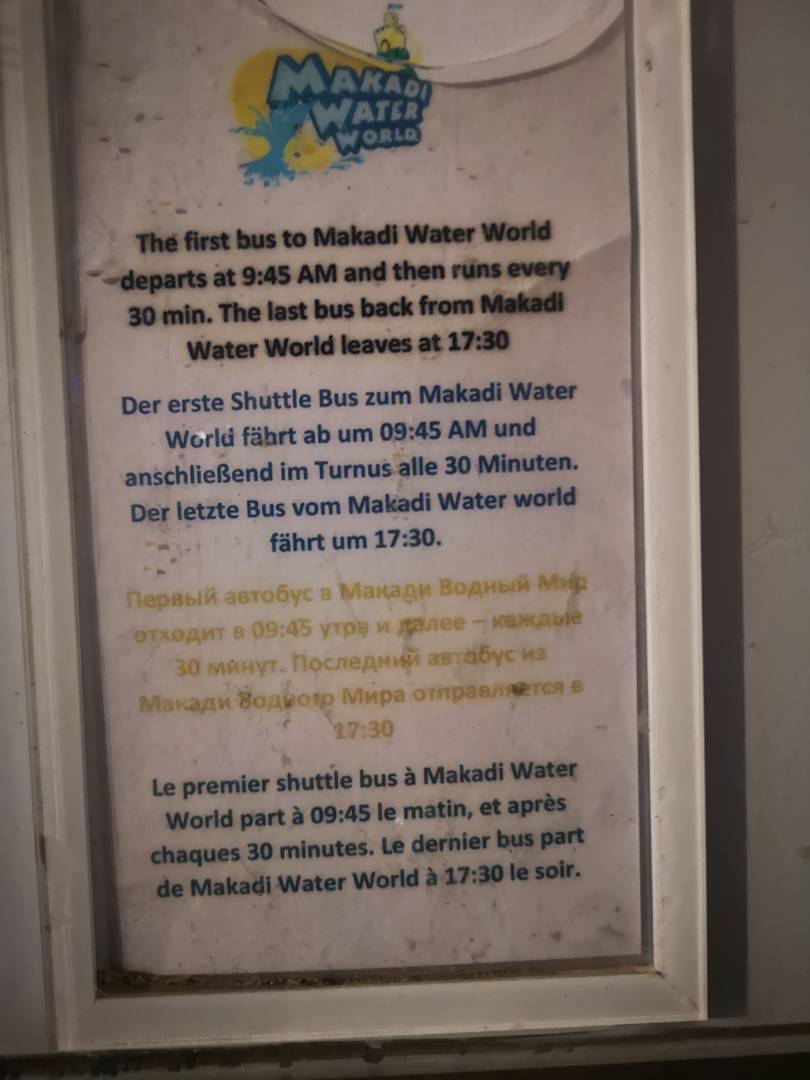 MAKADI
WATER
WORLD
The first bus to Makadi Water World
departs at 9:45 AM and then runs every
30 min. The last bus back from Makadi
Water World leaves at 17:30
Der erste Shuttle Bus zum Makadi Water
World fährt ab um 09:45 AM und
anschließend im Turnus alle 30 Minuten.
Der letzte Bus vom Makadi Water world
fährt um 17:30.
Первый автобус в Макади Водный Мир
отходит в 09:45 утра и далее – каждые
30 минут. Последний автобус из
Макади Водного Мира отправляется в
17:30
Le premier shuttle bus à Makadi Water
World part à 09:45 le matin, et après
chaques 30 minutes. Le dernier bus part
de Makadi Water World à 17:30 le soir.